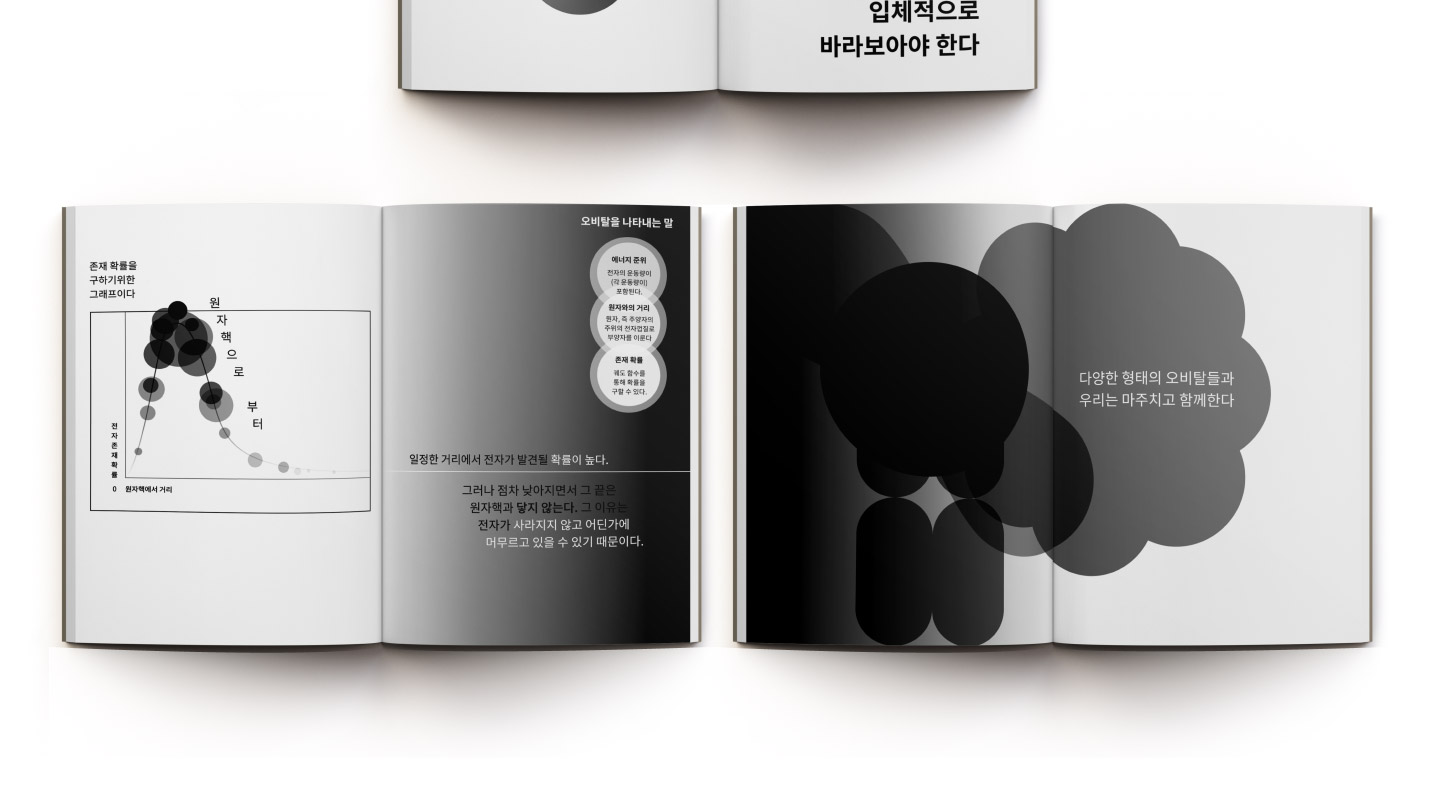 입체적으로
바라보아야 한다
존재 확률을
구하기위한
그래프이다
원자핵으로부터
전자존재확률
0 원자핵에서 거리
오비탈을 나타내는 말
에너지 준위
전자의 운동량이
(각 운동량이)
포함된다.
원자와의 거리
원자, 즉 주양자의
주위의 전자껍질로
부양자를 이룬다
존재 확률
궤도 함수를
통해 확률을
구할 수 있다.
일정한 거리에서 전자가 발견될 확률이 높다.
그러나 점차 낮아지면서 그 끝은
원자핵과 닿지 않는다. 그 이유는
전자가 사라지지 않고 어딘가에
머무르고 있을 수 있기 때문이다.
다양한 형태의 오비탈들과
우리는 마주치고 함께한다